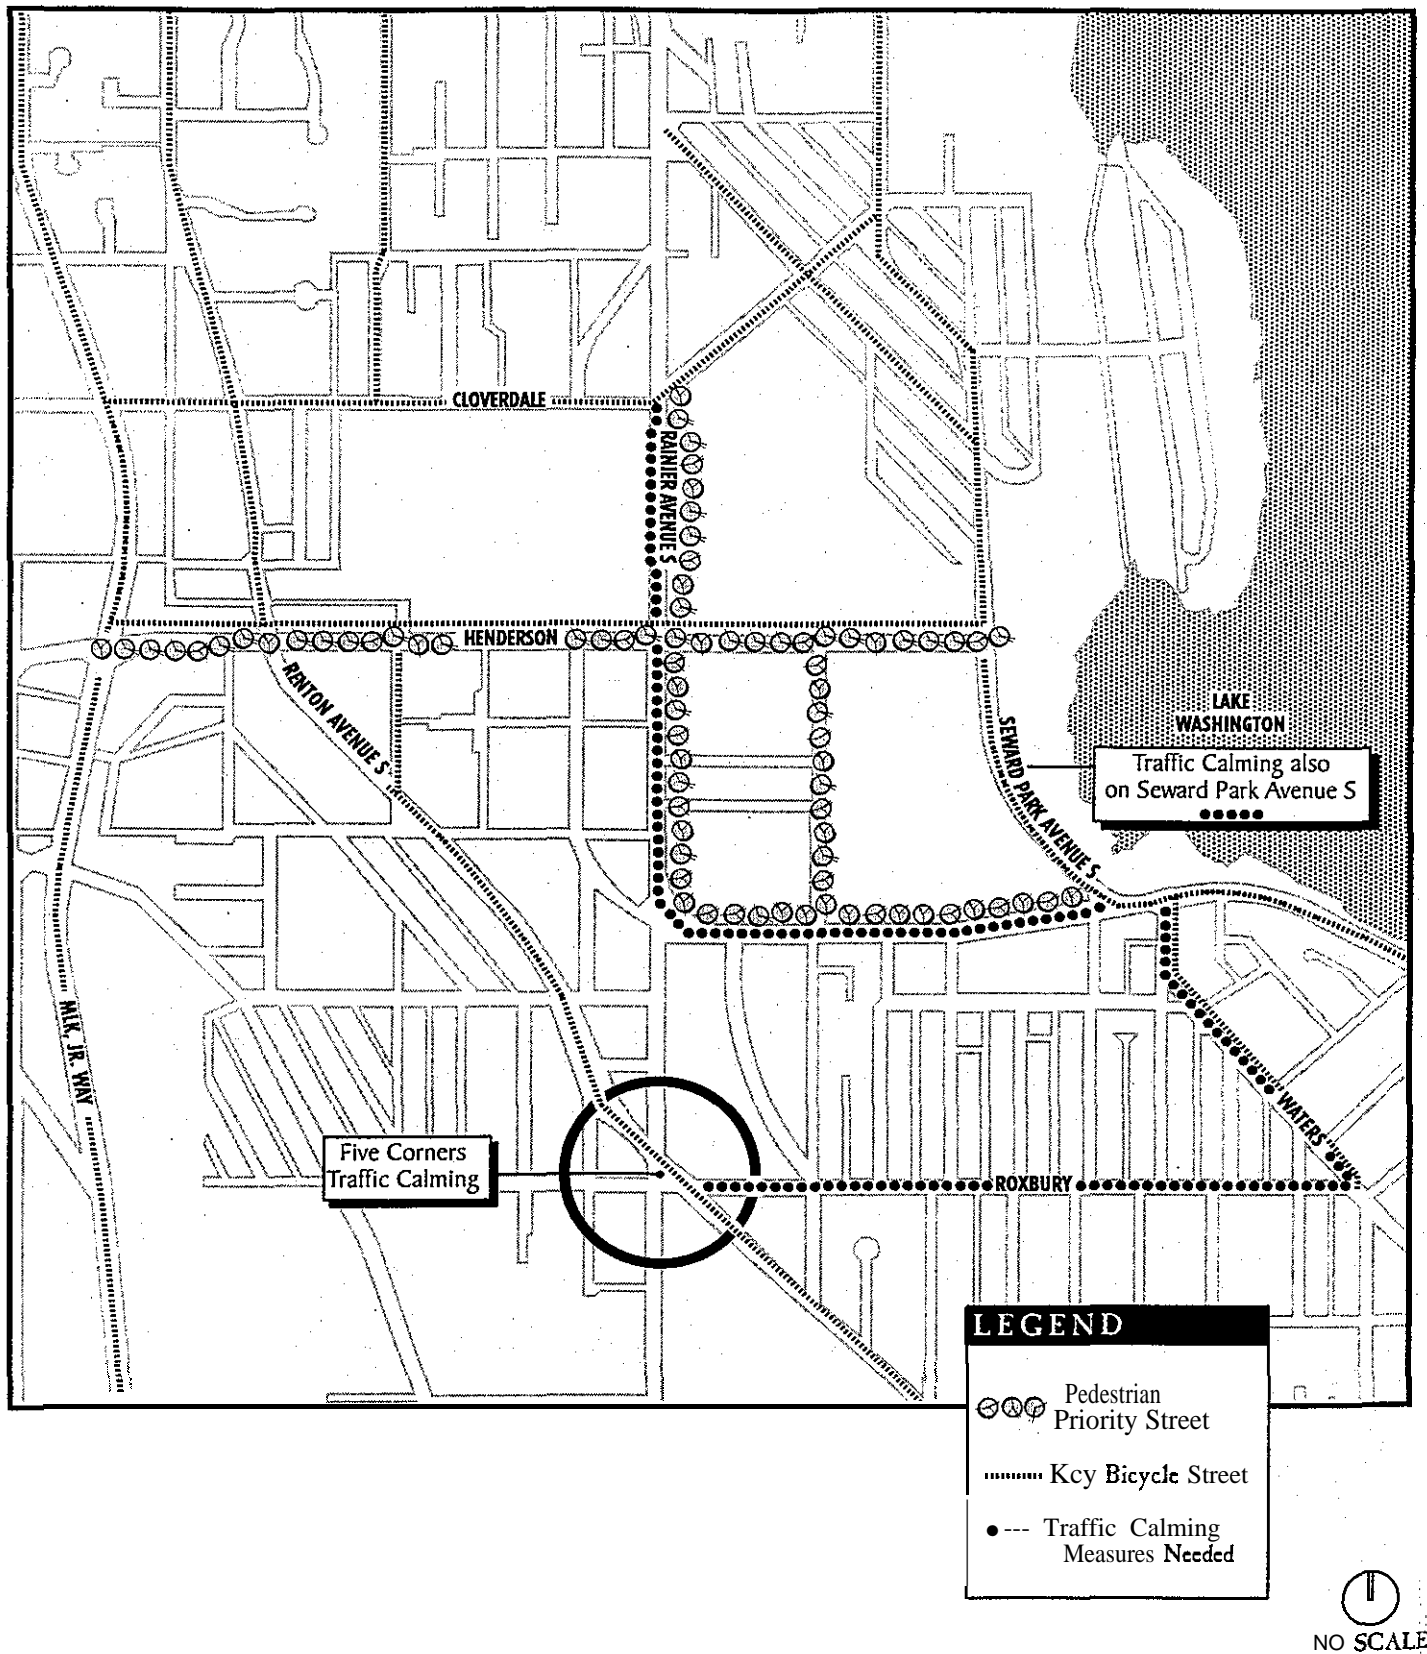 CLOVERDALE
RAINIER AVENUE S
HENDERSON
RENTON AVENUE S
LAKE
WASHINGTON
SEWARD PARK AVENUE S
Traffic Calming also
on Seward Park Avenue S
MLK, JR. WAY
WATERS
Five Corners
Traffic Calming
ROXBURY
LEGEND
Pedestrian
Priority Street
Kcy Bicycle Street
Traffic Calming
Measures Needed
NO SCALE